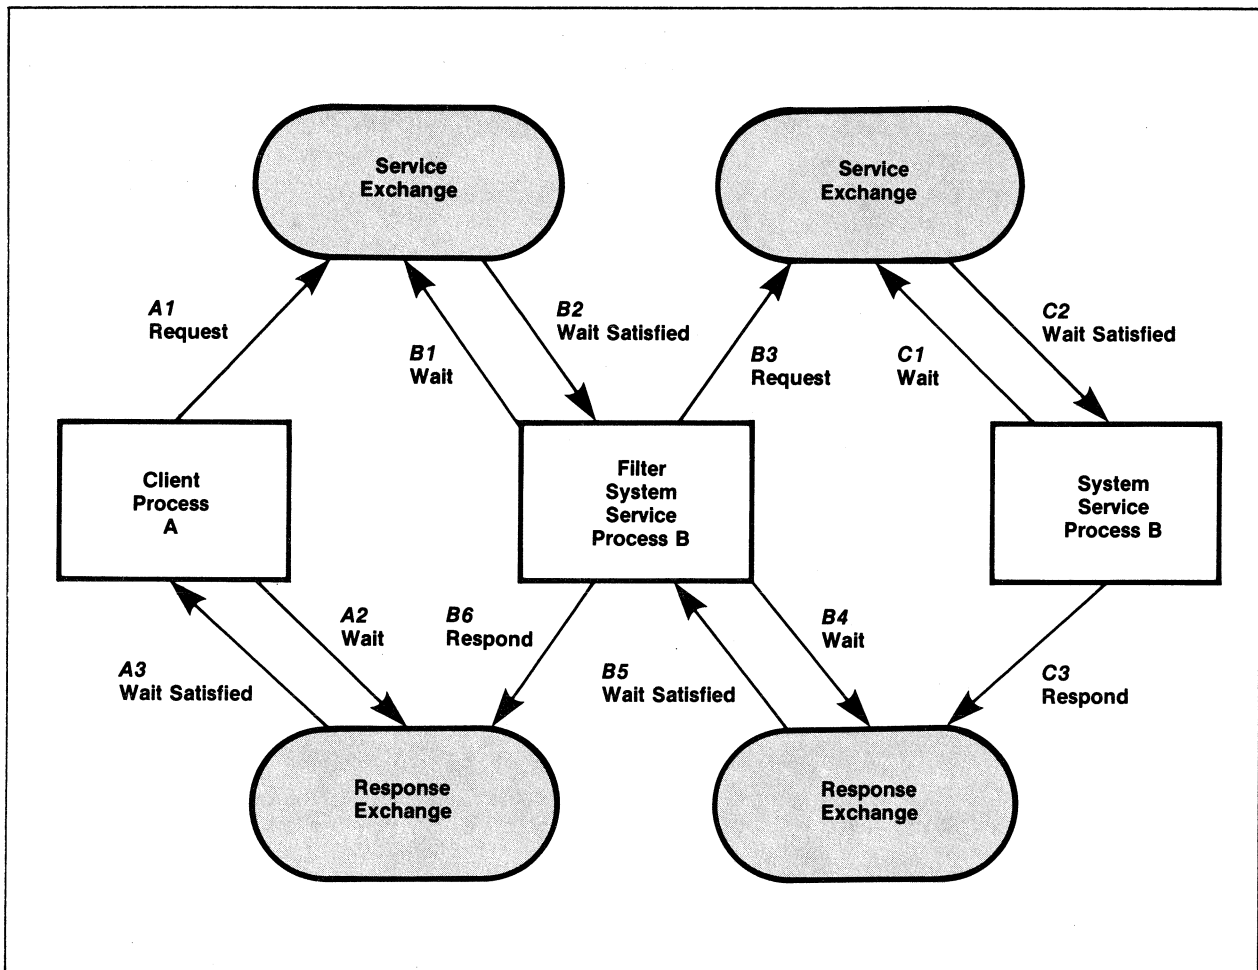 Service
Exchange
Service
Exchange
A1
Request
B1
Wait
B2
Wait Satisfied
B3
Request
C1
Wait
C2
Wait Satisfied
Client
Process
A
Filter
System
Service
Process B
System
Service
Process B
A3
Wait Satisfied
A2
Wait
B6
Respond
B5
Wait Satisfied
B4
Wait
C3
Respond
Response
Exchange
Response
Exchange